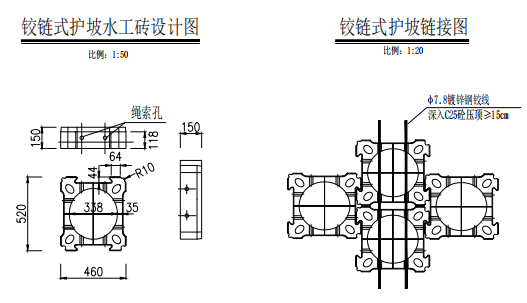 铰链式护坡水工砖设计图
比例：1:50
铰链式护坡链接图
比例：1:20
绳索孔
150
118
64
R10
44
520
338
35
460
150
φ7.8镀锌钢铰线
深入C25砼压顶≥15cm